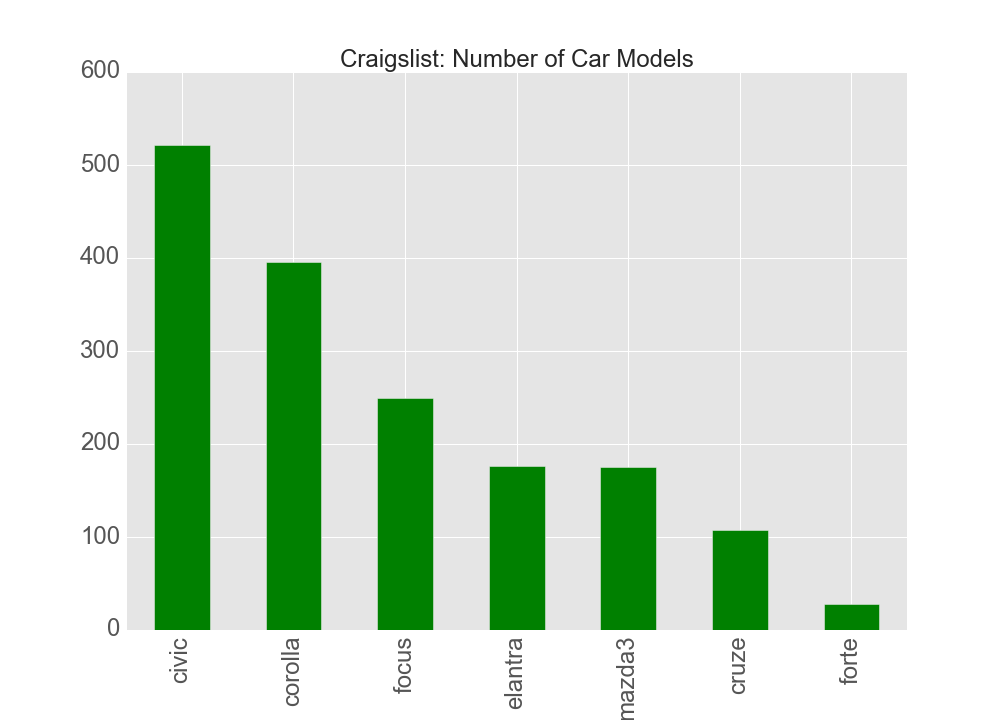 Craigslist: Number of Car Models
600
500
400
300
200
100
0
civic
corolla
focus
elantra
mazda3
cruze
forte